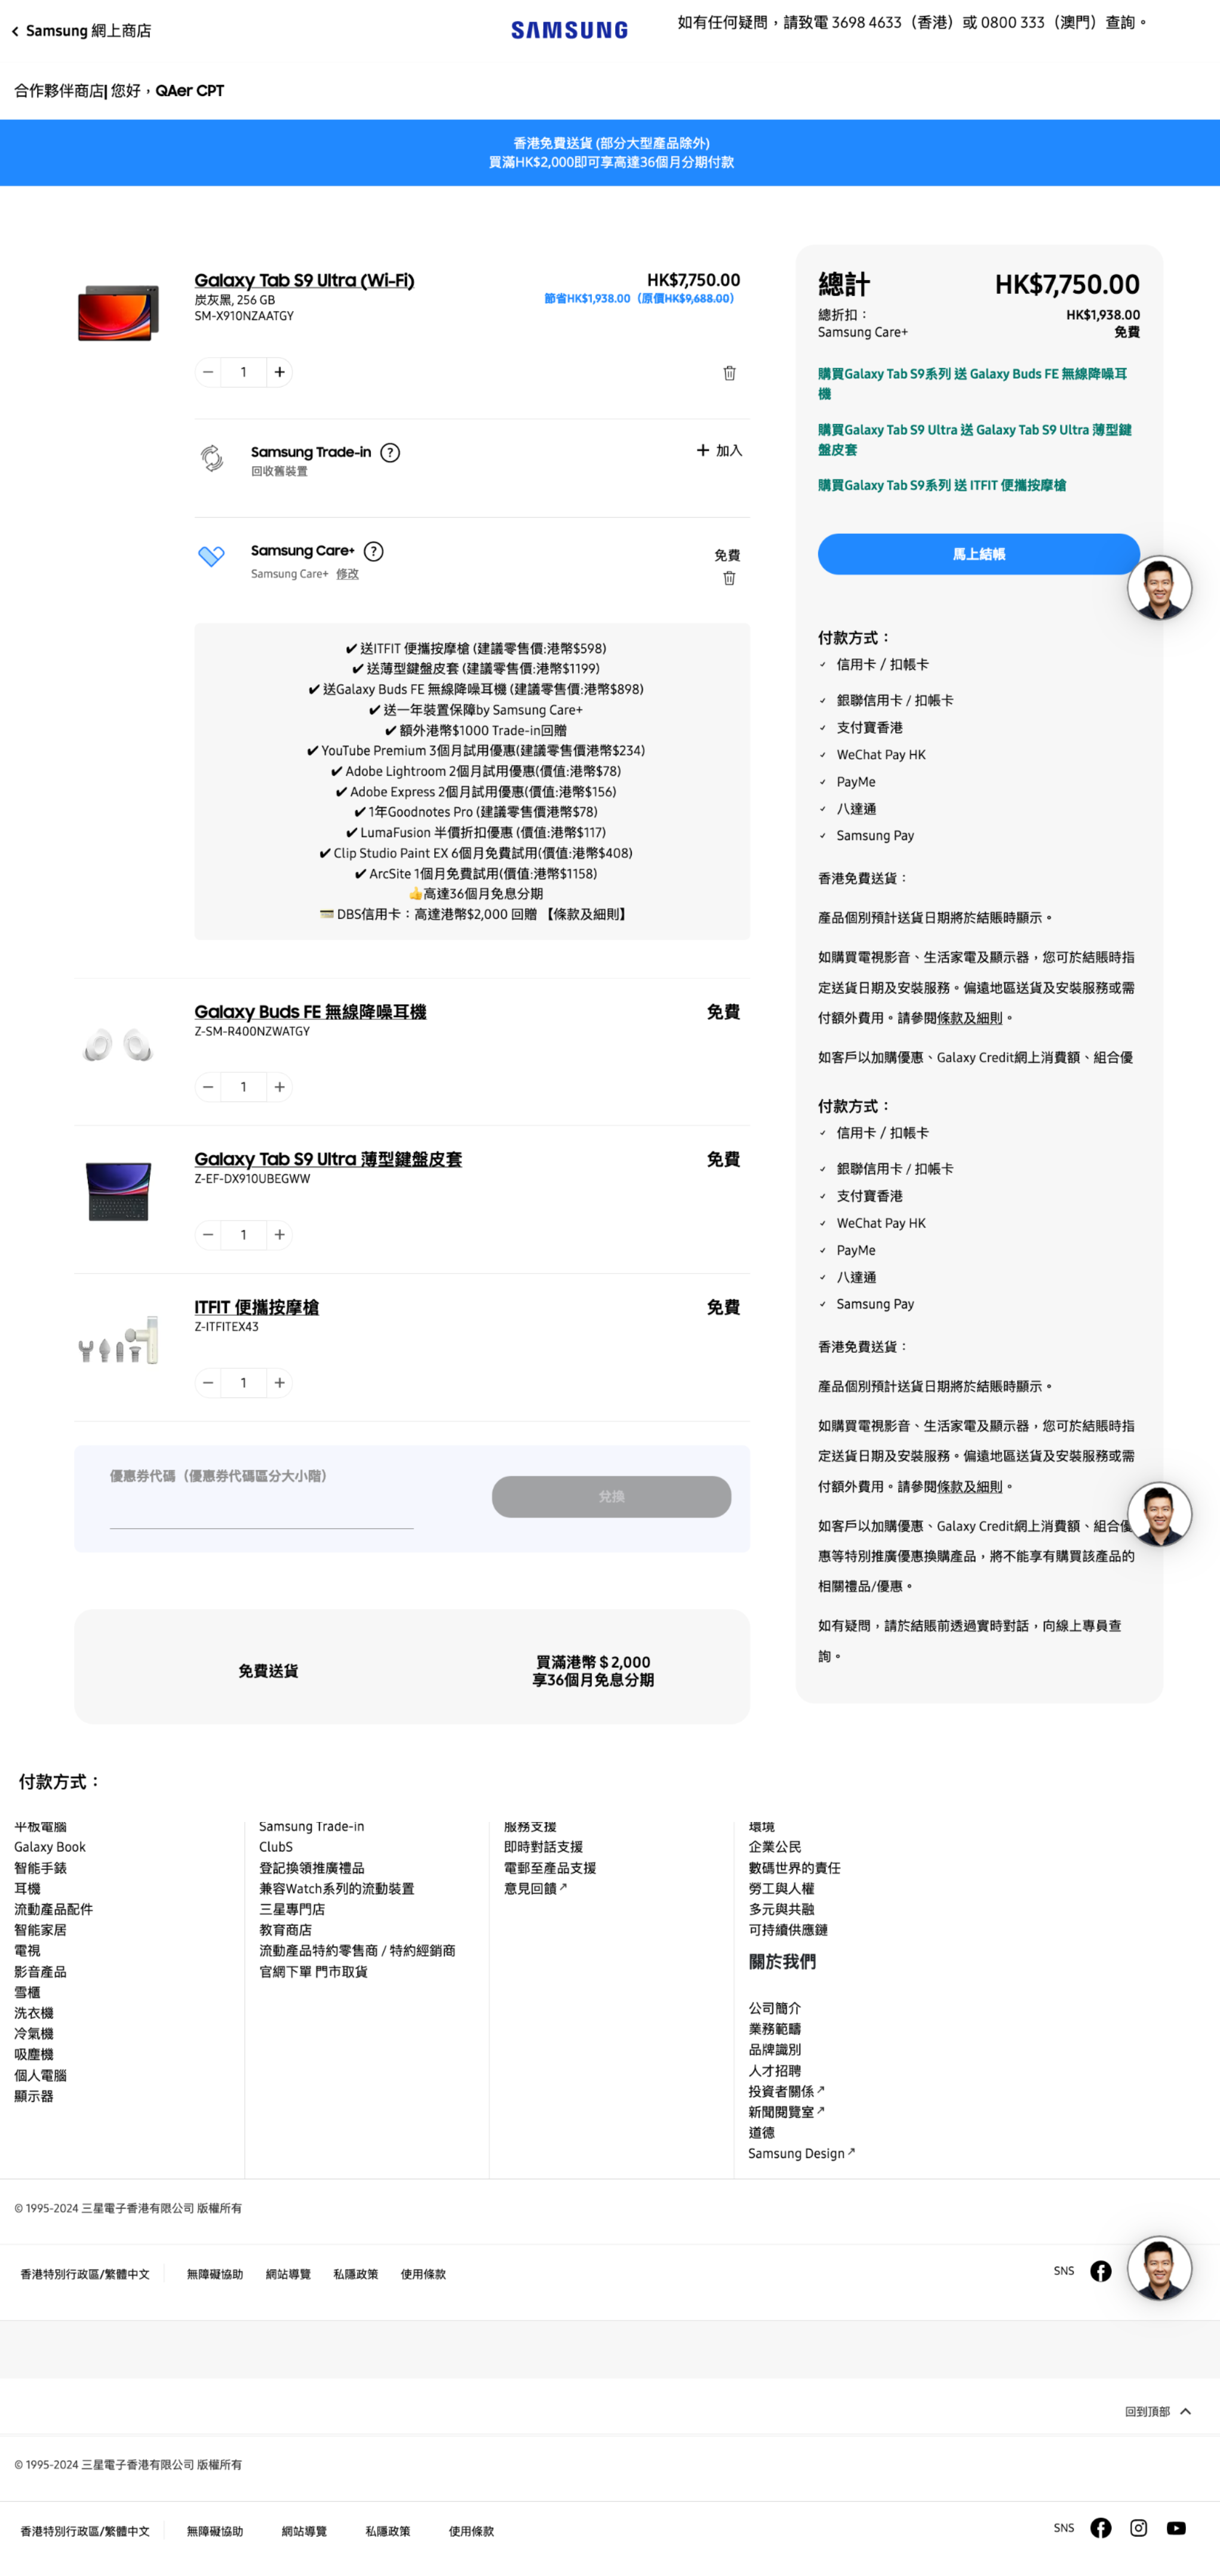 Samsung 網上商店
SAMSUNG
如有任何疑問，請致電 3698 4633（香港）或 0800 333（澳門）查詢。
合作夥伴商店| 您好，QAer CPT
香港免費送貨 (部分大型產品除外)
買滿HK$2,000即可享高達36個月分期付款
Galaxy Tab S9 Ultra (Wi-Fi)
HK$7,750.00
炭灰黑, 256 GB
節省HK$1,938.00（原價HK$9,688.00）
SM-X910NZAATGY
1
Samsung Trade-in
?
加入
回收舊裝置
Samsung Care+
?
免費
Samsung Care+ 修改
✔ 送ITFIT 便攜按摩槍 (建議零售價:港幣$598)
✔ 送薄型鍵盤皮套 (建議零售價:港幣$1199)
✔ 送Galaxy Buds FE 無線降噪耳機 (建議零售價:港幣$898)
✔ 送一年裝置保障by Samsung Care+
✔ 額外港幣$1000 Trade-in回贈
✔ YouTube Premium 3個月試用優惠(建議零售價港幣$234)
✔ Adobe Lightroom 2個月試用優惠(價值:港幣$78)
✔ Adobe Express 2個月試用優惠(價值:港幣$156)
✔ 1年Goodnotes Pro (建議零售價港幣$78)
✔ LumaFusion 半價折扣優惠 (價值:港幣$117)
✔ Clip Studio Paint EX 6個月免費試用(價值:港幣$408)
✔ ArcSite 1個月免費試用(價值:港幣$1158)
👍高達36個月免息分期
💳 DBS信用卡：高達港幣$2,000 回贈 【條款及細則】
Galaxy Buds FE 無線降噪耳機
免費
Z-SM-R400NZWATGY
1
Galaxy Tab S9 Ultra 薄型鍵盤皮套
免費
Z-EF-DX910UBEGWW
1
ITFIT 便攜按摩槍
免費
Z-ITFITEX43
1
優惠券代碼（優惠券代碼區分大小階）
兌換
免費送貨
買滿港幣＄2,000
享36個月免息分期
總計
HK$7,750.00
總折扣：
HK$1,938.00
Samsung Care+
免費
購買Galaxy Tab S9系列 送 Galaxy Buds FE 無線降噪耳
機
購買Galaxy Tab S9 Ultra 送 Galaxy Tab S9 Ultra 薄型鍵
盤皮套
購買Galaxy Tab S9系列 送 ITFIT 便攜按摩槍
馬上結帳
付款方式：
信用卡 / 扣帳卡
銀聯信用卡 / 扣帳卡
支付寶香港
WeChat Pay HK
PayMe
八達通
Samsung Pay
香港免費送貨：
產品個別預計送貨日期將於結賬時顯示。
如購買電視影音、生活家電及顯示器，您可於結賬時指
定送貨日期及安裝服務。偏遠地區送貨及安裝服務或需
付額外費用。請參閱條款及細則。
如客戶以加購優惠、Galaxy Credit網上消費額、組合優
付款方式：
信用卡 / 扣帳卡
銀聯信用卡 / 扣帳卡
支付寶香港
WeChat Pay HK
PayMe
八達通
Samsung Pay
香港免費送貨：
產品個別預計送貨日期將於結賬時顯示。
如購買電視影音、生活家電及顯示器，您可於結賬時指
定送貨日期及安裝服務。偏遠地區送貨及安裝服務或需
付額外費用。請參閱條款及細則。
如客戶以加購優惠、Galaxy Credit網上消費額、組合優
惠等特別推廣優惠換購產品，將不能享有購買該產品的
相關禮品/優惠。
如有疑問，請於結賬前透過實時對話，向線上專員查
詢。
付款方式：
平板電腦
Galaxy Book
智能手錶
耳機
流動產品配件
智能家居
電視
影音產品
雪櫃
洗衣機
冷氣機
吸塵機
個人電腦
顯示器
Samsung Trade-in
ClubS
登記換領推廣禮品
兼容Watch系列的流動裝置
三星專門店
教育商店
流動產品特約零售商 / 特約經銷商
官網下單 門市取貨
服務支援
即時對話支援
電郵至產品支援
意見回饋↗
環境
企業公民
數碼世界的責任
勞工與人權
多元與共融
可持續供應鏈
關於我們
公司簡介
業務範疇
品牌識別
人才招聘
投資者關係↗
新聞閱覽室↗
道德
Samsung Design↗
© 1995-2024 三星電子香港有限公司 版權所有
香港特別行政區/繁體中文 無障礙協助 網站導覽 私隱政策 使用條款
SNS
回到頂部
© 1995-2024 三星電子香港有限公司 版權所有
香港特別行政區/繁體中文 無障礙協助 網站導覽 私隱政策 使用條款
SNS